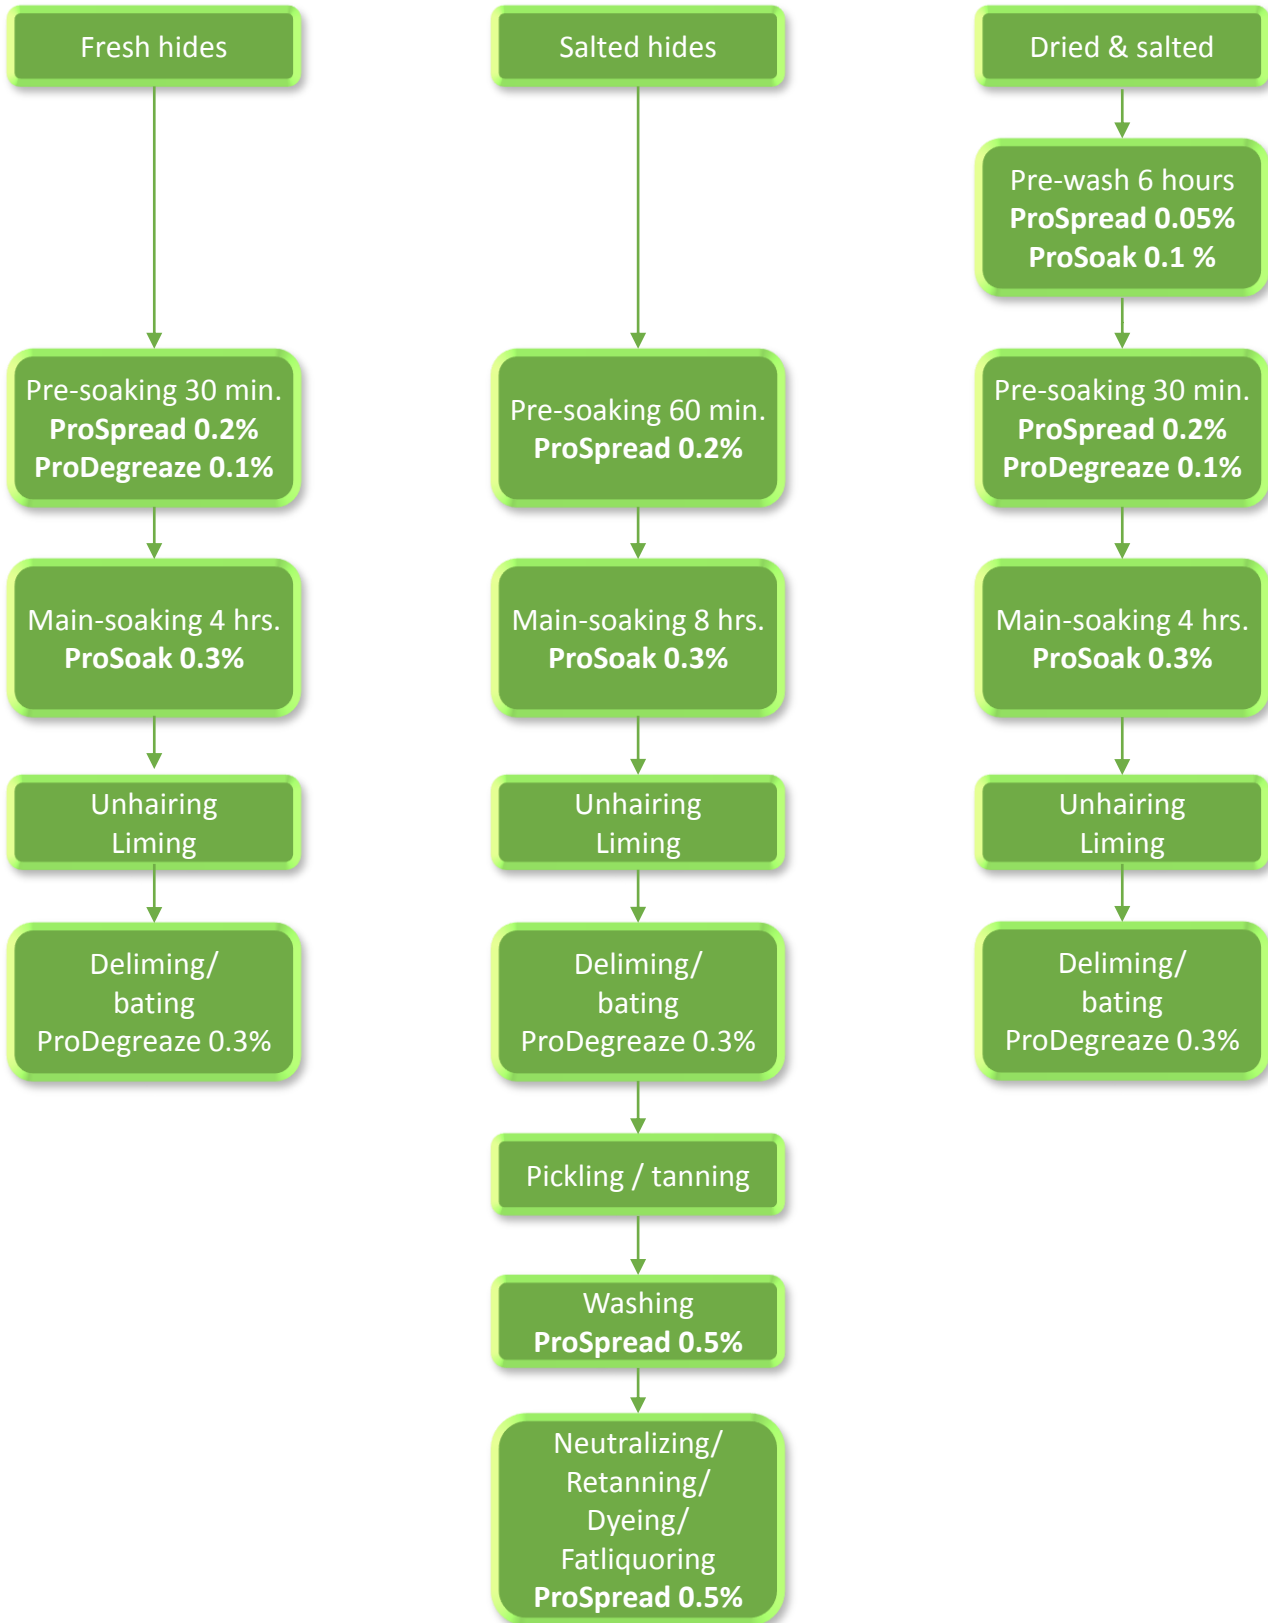 Fresh hides
Pre-soaking 30 min.
ProSpread 0.2%
ProDegreaze 0.1%
Main-soaking 4 hrs.
ProSoak 0.3%
Unhairing
Liming
Deliming/
bating
ProDegreaze 0.3%
Salted hides
Pre-soaking 60 min.
ProSpread 0.2%
Main-soaking 8 hrs.
ProSoak 0.3%
Unhairing
Liming
Deliming/
bating
ProDegreaze 0.3%
Pickling / tanning
Washing
ProSpread 0.5%
Neutralizing/
Retanning/
Dyeing/
Fatliquoring
ProSpread 0.5%
Dried & salted
Pre-wash 6 hours
ProSpread 0.05%
ProSoak 0.1 %
Pre-soaking 30 min.
ProSpread 0.2%
ProDegreaze 0.1%
Main-soaking 4 hrs.
ProSoak 0.3%
Unhairing
Liming
Deliming/
bating
ProDegreaze 0.3%